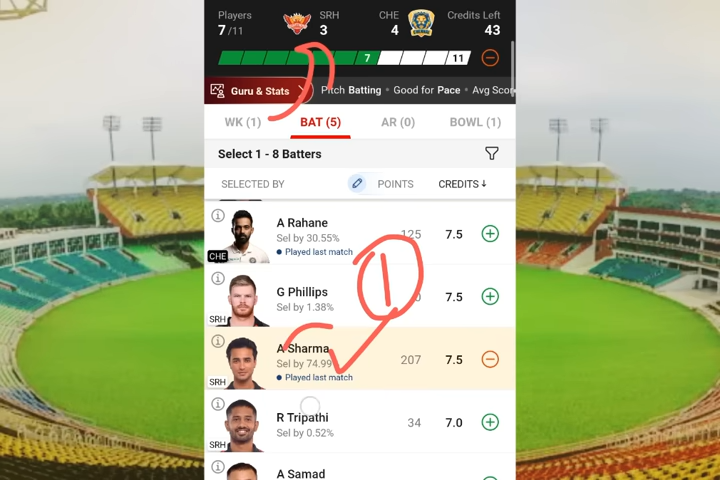 Players SRH CHE Credits Left
7/11 3 4 43
7 11
Guru & Stats Pitch Batting • Good for Pace • Avg Scor
WK (1) BAT (5) AR (0) BOWL (1)
Select 1 - 8 Batters
SELECTED BY POINTS CREDITS↓
A Rahane
Sel by 30.55% 125 7.5
Played last match
CHE
G Phillips
Sel by 1.38% 0 7.5
SRH
1
A Sharma
Sel by 74.99 207 7.5
Played last match
SRH
R Tripathi
Sel by 0.52% 34 7.0
SRH
A Samad